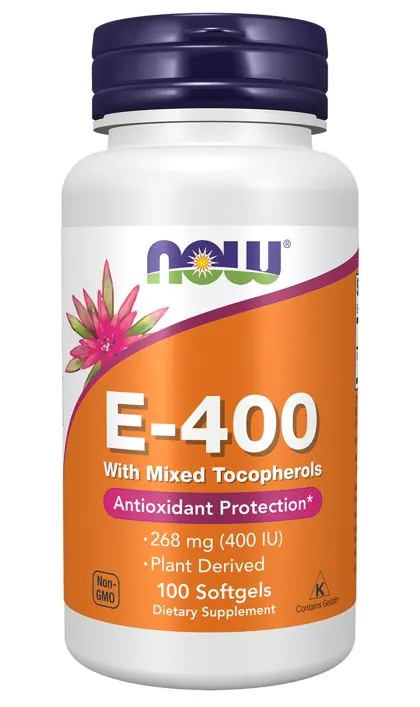 NOW®
E-400
With Mixed Tocopherols
Antioxidant Protection*
•268 mg (400 IU)
•Plant Derived
100 Softgels
Dietary Supplement
Non-
GMO
K
Contains Gelatin